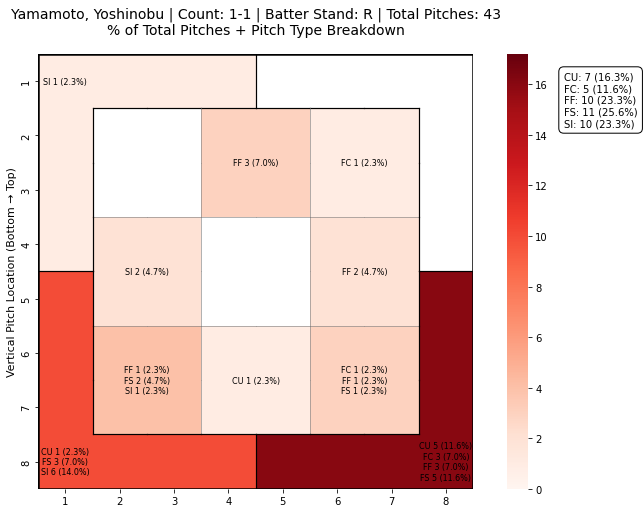 Yamamoto, Yoshinobu | Count: 1-1 | Batter Stand: R | Total Pitches: 43
% of Total Pitches + Pitch Type Breakdown
Vertical Pitch Location (Bottom → Top)
1
2
3
4
5
6
7
8
SI 1 (2.3%)
FF 3 (7.0%)
FC 1 (2.3%)
SI 2 (4.7%)
FF 2 (4.7%)
FF 1 (2.3%)
FS 2 (4.7%)
SI 1 (2.3%)
CU 1 (2.3%)
FC 1 (2.3%)
FF 1 (2.3%)
FS 1 (2.3%)
CU 1 (2.3%)
FS 3 (7.0%)
SI 6 (14.0%)
CU 5 (11.6%)
FC 3 (7.0%)
FF 3 (7.0%)
FS 5 (11.6%)
1 2 3 4 5 6 7 8
16
14
12
10
8
6
4
2
0
CU: 7 (16.3%)
FC: 5 (11.6%)
FF: 10 (23.3%)
FS: 11 (25.6%)
SI: 10 (23.3%)